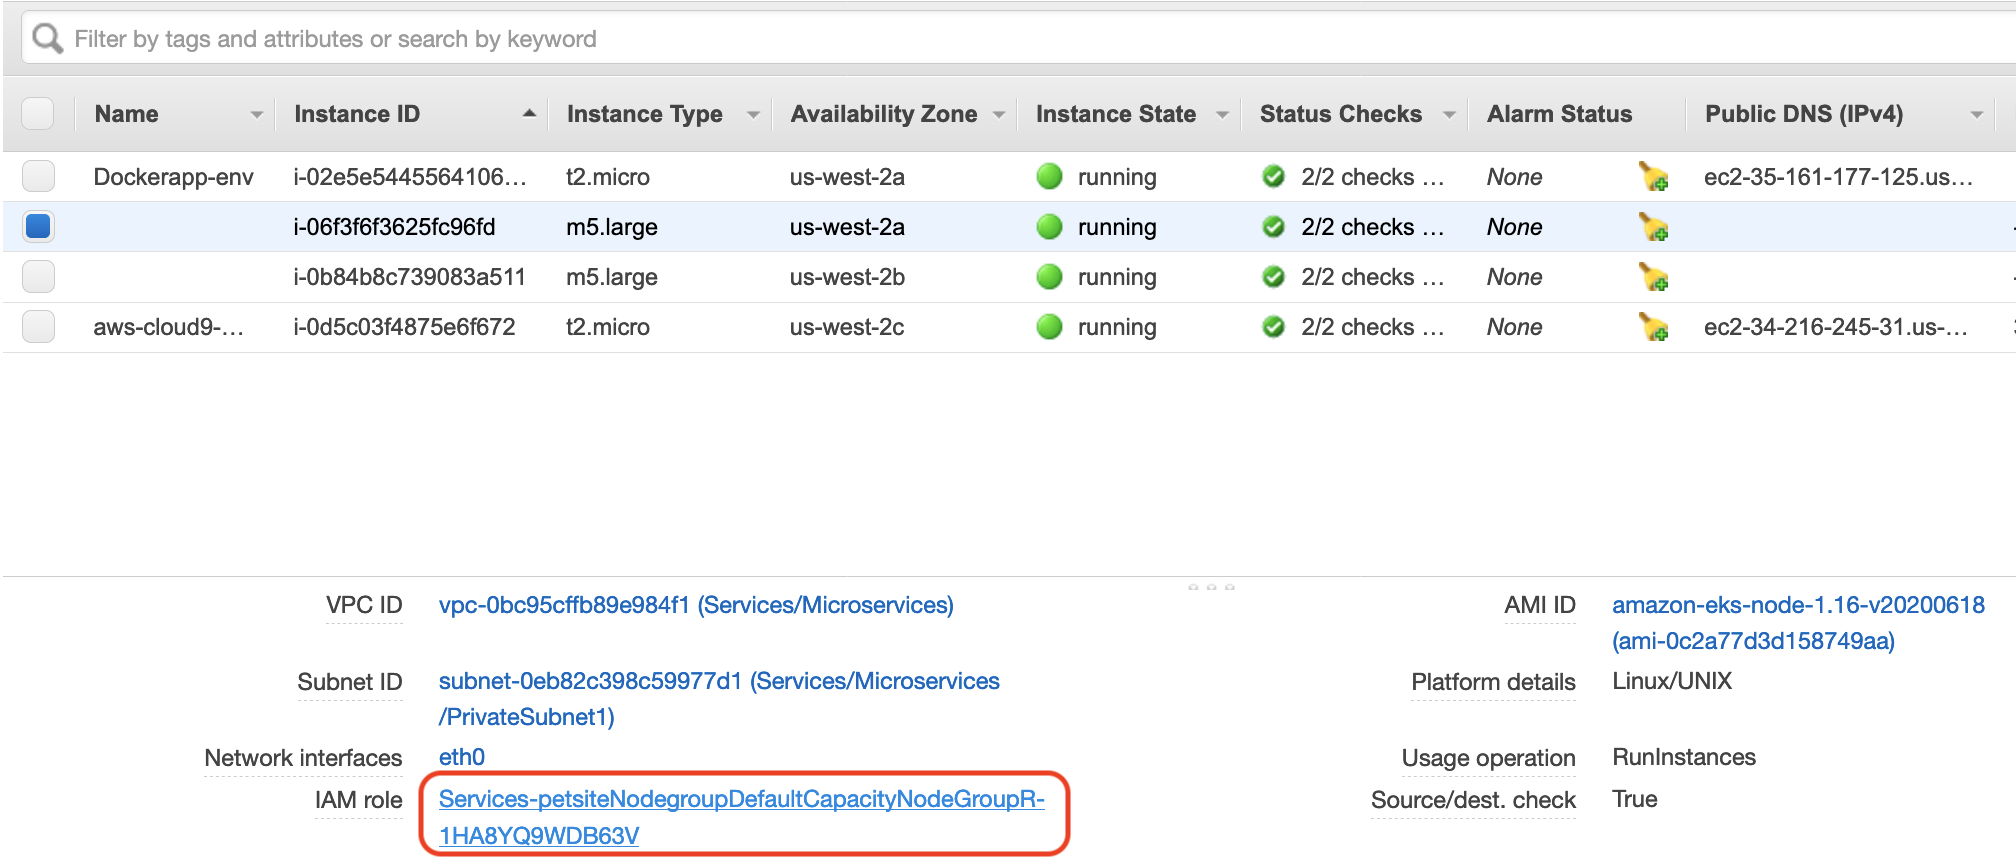 Filter by tags and attributes or search by keyword
Name Instance ID Instance Type Availability Zone Instance State Status Checks Alarm Status Public DNS (IPv4)
Dockerapp-env i-02e5e5445564106... t2.micro us-west-2a running 2/2 checks ... None ec2-35-161-177-125.us...
i-06f3f6f3625fc96fd m5.large us-west-2a running 2/2 checks ... None
i-0b84b8c739083a511 m5.large us-west-2b running 2/2 checks ... None
aws-cloud9-... i-0d5c03f4875e6f672 t2.micro us-west-2c running 2/2 checks ... None ec2-34-216-245-31.us-...
VPC ID vpc-0bc95cffb89e984f1 (Services/Microservices) AMI ID amazon-eks-node-1.16-v20200618
(ami-0c2a77d3d158749aa)
Subnet ID subnet-0eb82c398c59977d1 (Services/Microservices Platform details Linux/UNIX
/PrivateSubnet1)
Network interfaces eth0 Usage operation RunInstances
IAM role Services-petsiteNodegroupDefaultCapacityNodeGroupR- Source/dest. check True
1HA8YQ9WDB63V